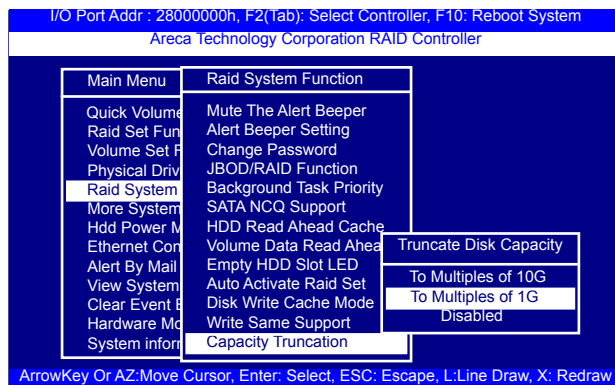 I/O Port Addr : 28000000h, F2(Tab): Select Controller, F10: Reboot System
Areca Technology Corporation RAID Controller
Main Menu
Quick Volume
Raid Set Fun
Volume Set F
Physical Driv
Raid System
More System
Hdd Power M
Ethernet Con
Alert By Mail
View System
Clear Event E
Hardware Mo
System inforr
Raid System Function
Mute The Alert Beeper
Alert Beeper Setting
Change Password
JBOD/RAID Function
Background Task Priority
SATA NCQ Support
HDD Read Ahead Cache
Volume Data Read Ahea
Empty HDD Slot LED
Auto Activate Raid Set
Disk Write Cache Mode
Write Same Support
Capacity Truncation
Truncate Disk Capacity
To Multiples of 10G
To Multiples of 1G
Disabled
ArrowKey Or AZ:Move Cursor, Enter: Select, ESC: Escape, L:Line Draw, X: Redraw